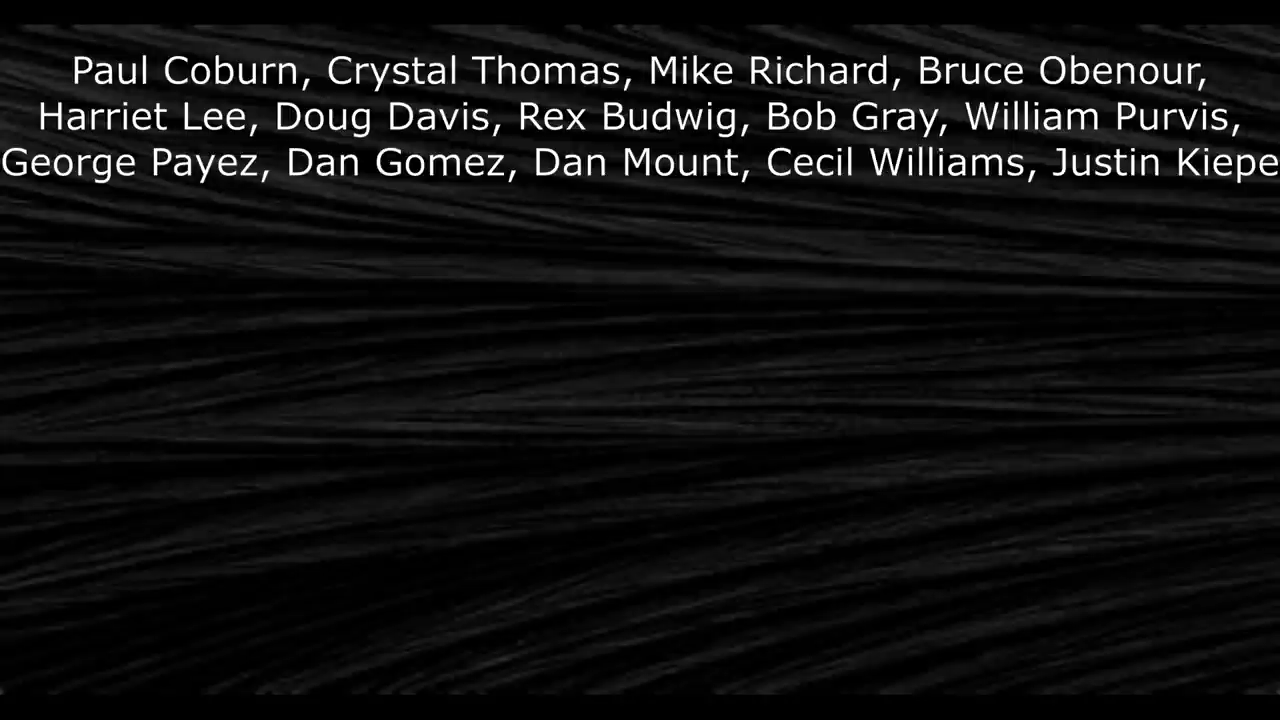 Paul Coburn, Crystal Thomas, Mike Richard, Bruce Obenour,
Harriet Lee, Doug Davis, Rex Budwig, Bob Gray, William Purvis,
George Payez, Dan Gomez, Dan Mount, Cecil Williams, Justin Kiepe